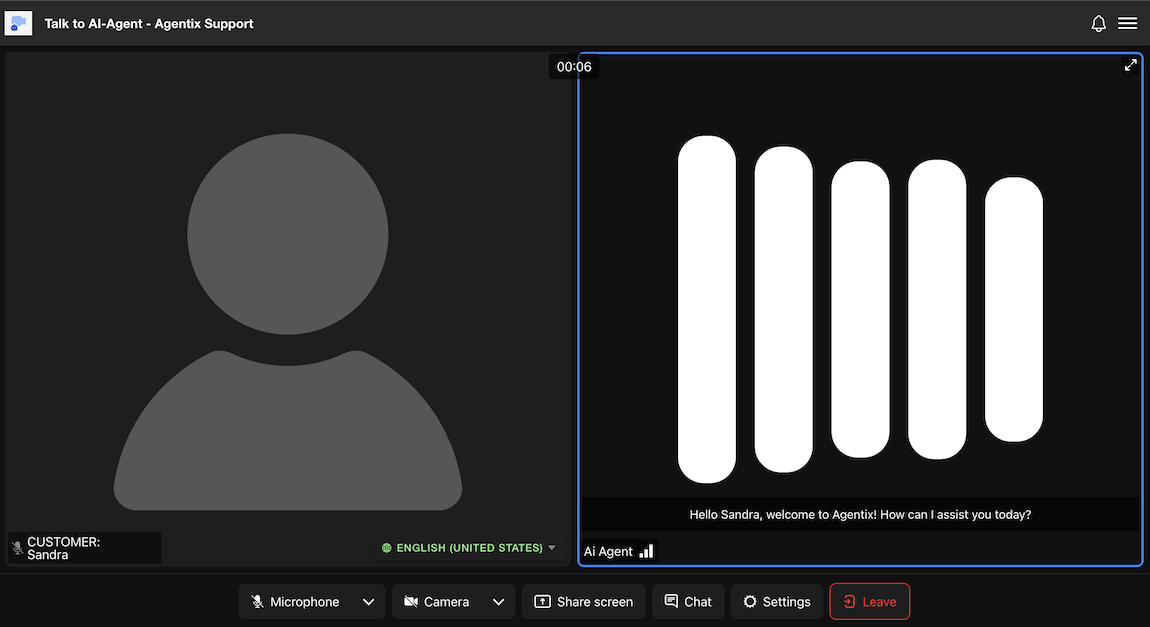 Talk to AI-Agent - Agentix Support
00:06
Hello Sandra, welcome to Agentix! How can I assist you today?
CUSTOMER:
Sandra
ENGLISH (UNITED STATES)
Ai Agent
Microphone
Camera
Share screen
Chat
Settings
Leave